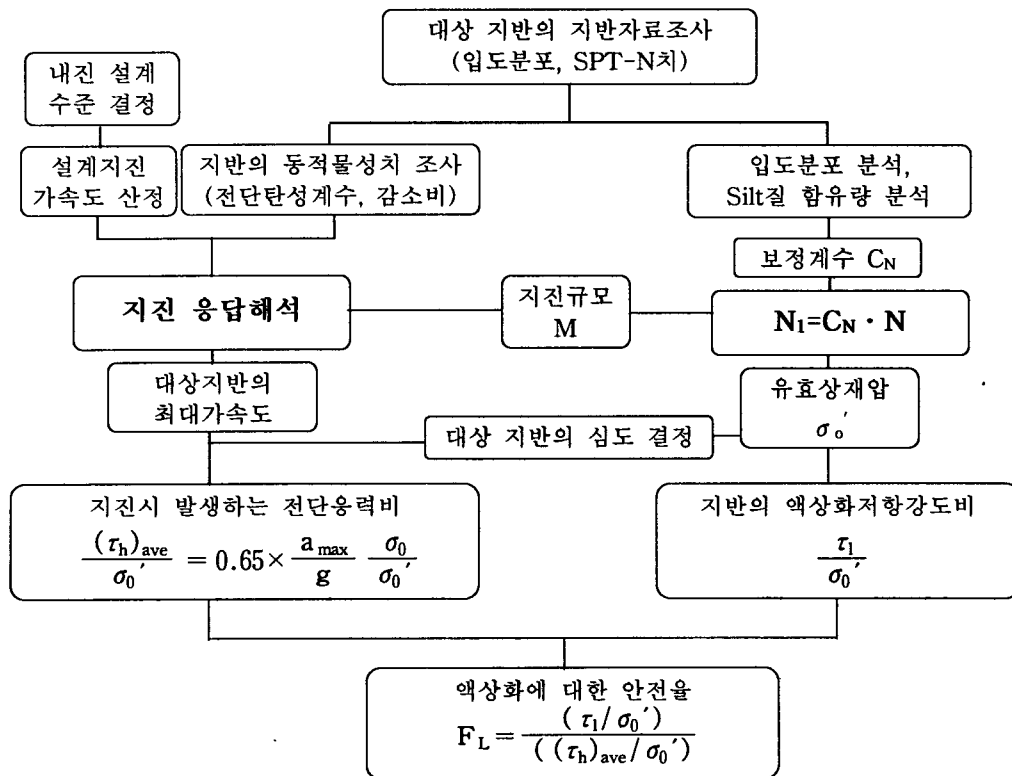 대상 지반의 지반자료조사
(입도분포, SPT-N치)
내진 설계
수준 결정
설계지진
가속도 산정
지반의 동적물성치 조사
(전단탄성계수, 감소비)
입도분포 분석,
Silt질 함유량 분석
보정계수 C_N
지진 응답해석
지진규모
M
N₁=C_N · N
대상지반의
최대가속도
유효상재압
σ₀′
대상 지반의 심도 결정
지진시 발생하는 전단응력비
(τ_h)_ave / σ₀′ = 0.65× a_max / g σ₀ / σ₀′
지반의 액상화저항강도비
τ_l / σ₀′
액상화에 대한 안전율
F_L = (τ_l / σ₀′) / ((τ_h)_ave / σ₀′)